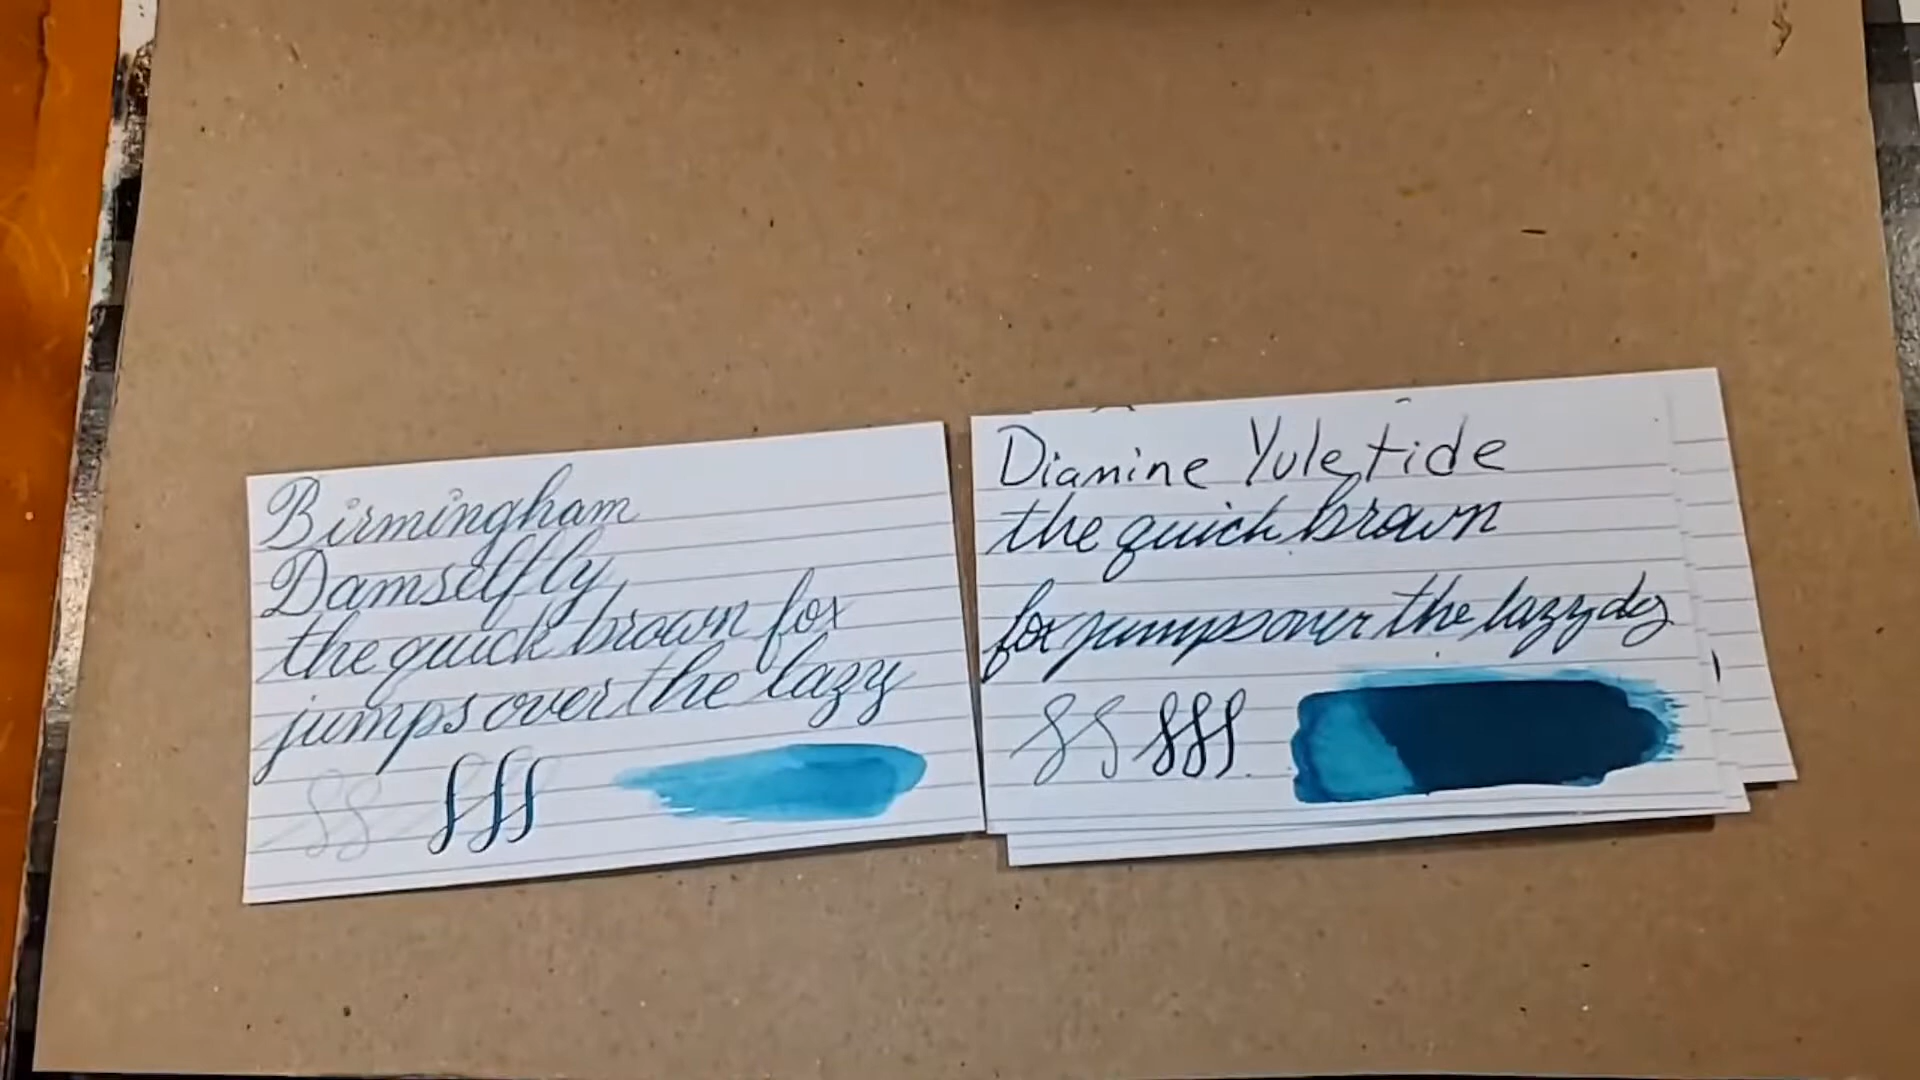 Birmingham
Damselfly
the quick brown fox
jumps over the lazy
Diamine Yuletide
the quick brown
fox jumps over the lazy dog